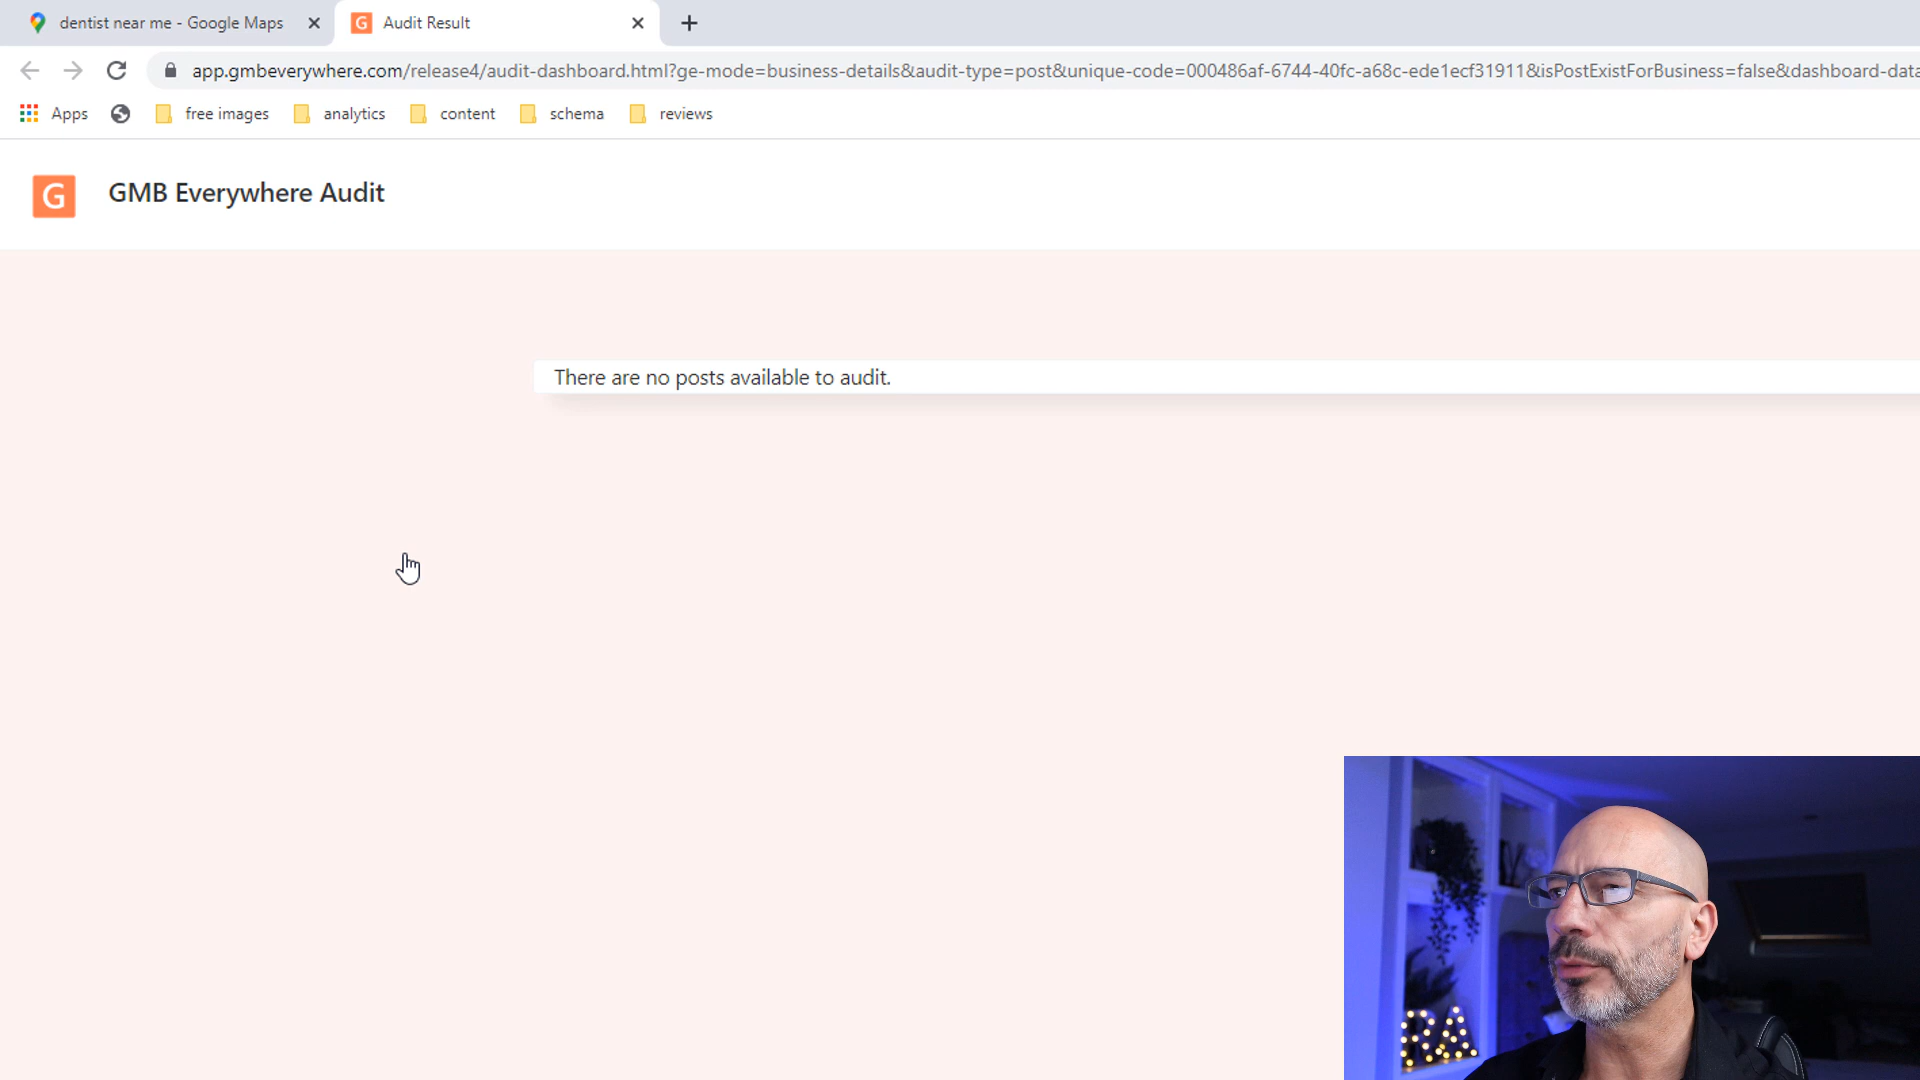 dentist near me - Google Maps
G Audit Result
app.gmbeverywhere.com/release4/audit-dashboard.html?ge-mode=business-details&audit-type=post&unique-code=000486af-6744-40fc-a68c-ede1ecf31911&isPostExistForBusiness=false&dashboard-data
Apps free images analytics content schema reviews
G GMB Everywhere Audit
There are no posts available to audit.
RA